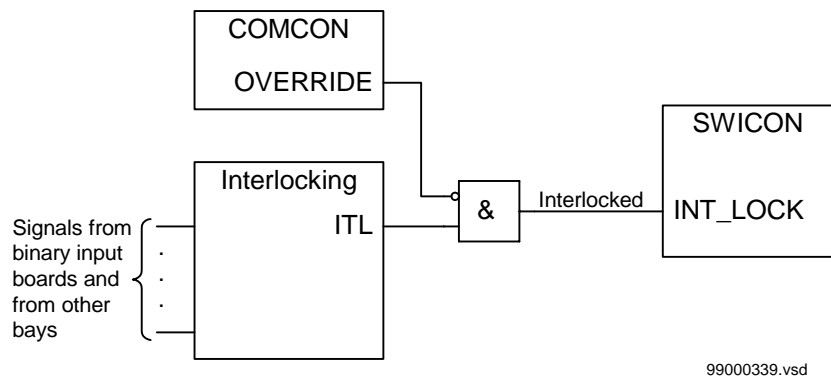 COMCON
OVERRIDE
SWICON
INT_LOCK
Interlocking
ITL
&
Interlocked
Signals from
binary input
boards and
from other
bays
99000339.vsd